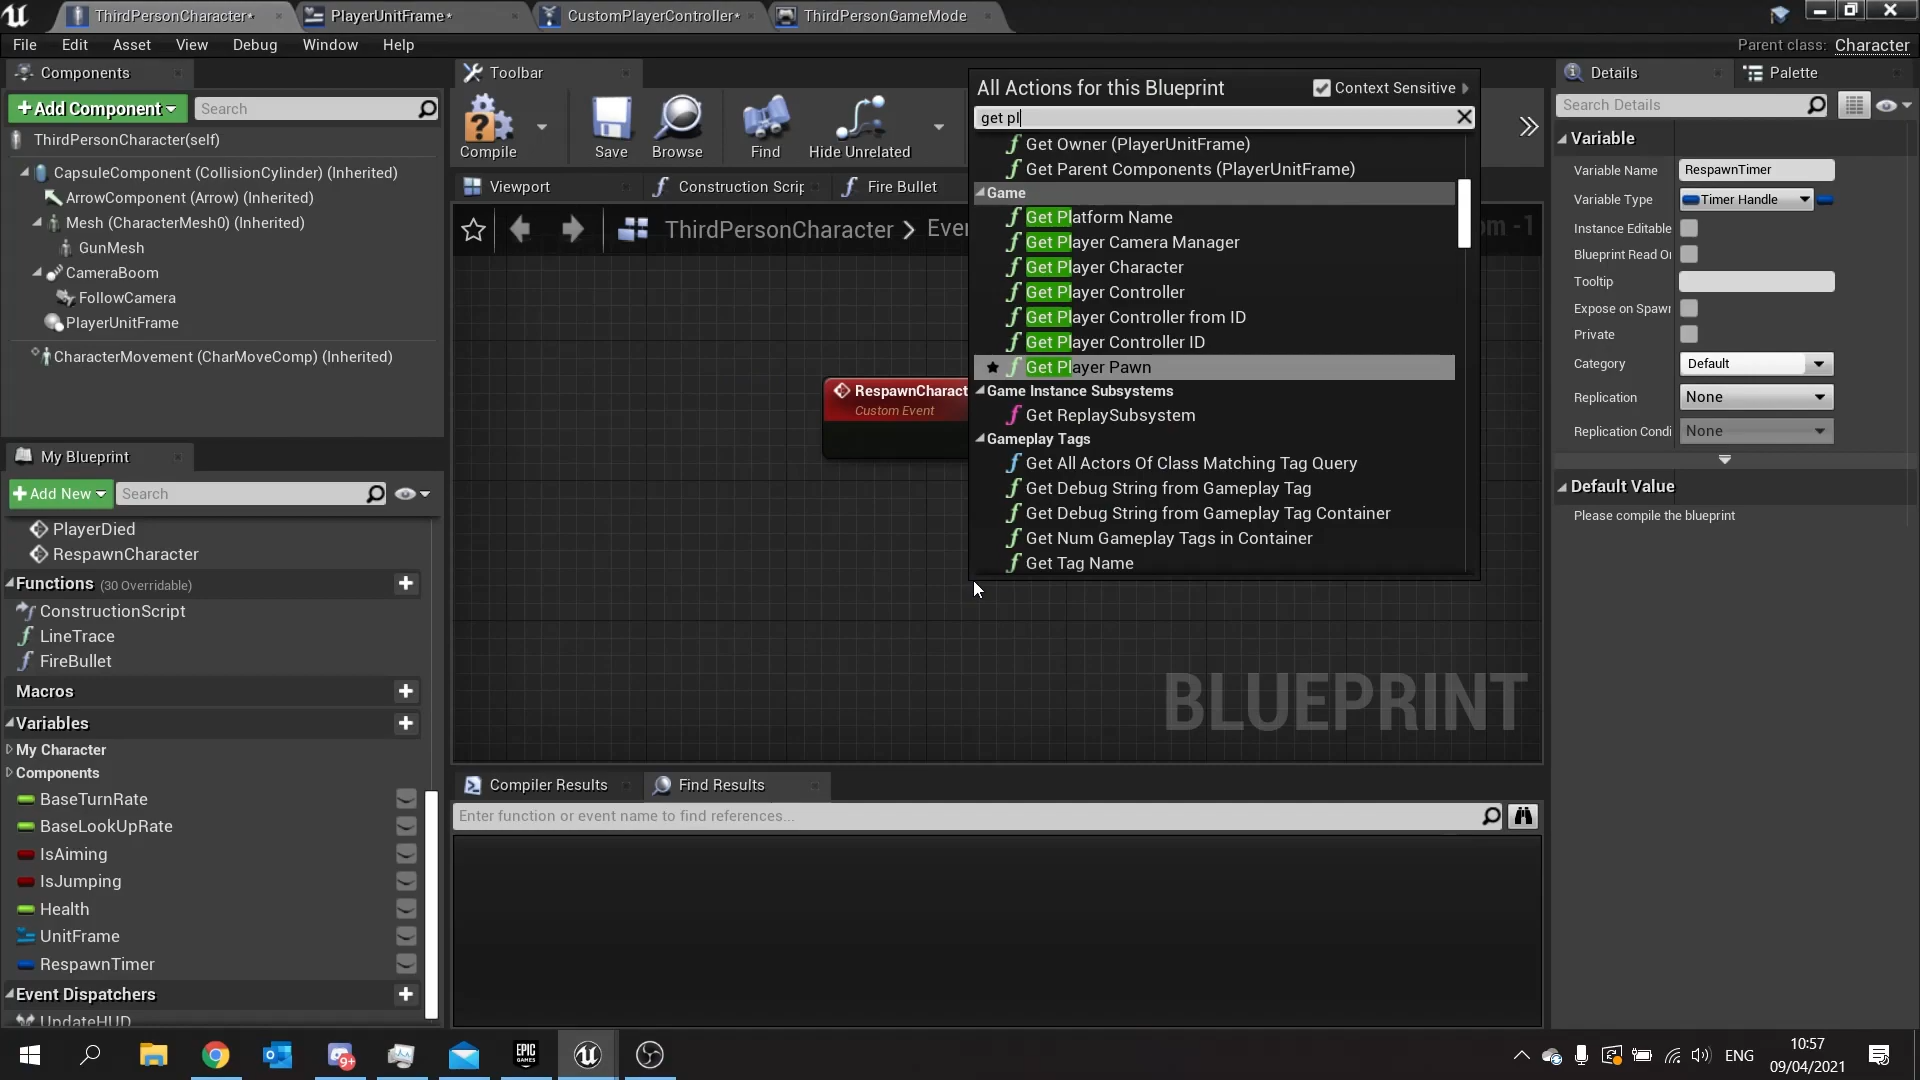 ThirdPersonCharacter*
PlayerUnitFrame*
CustomPlayerController*
ThirdPersonGameMode
File Edit Asset View Debug Window Help
Parent class: Character
Components
+Add Component
Search
ThirdPersonCharacter(self)
CapsuleComponent (CollisionCylinder) (Inherited)
ArrowComponent (Arrow) (Inherited)
Mesh (CharacterMesh0) (Inherited)
GunMesh
CameraBoom
FollowCamera
PlayerUnitFrame
CharacterMovement (CharMoveComp) (Inherited)
My Blueprint
+Add New
Search
PlayerDied
RespawnCharacter
Functions (30 Overridable)
ConstructionScript
LineTrace
FireBullet
Macros
Variables
My Character
Components
BaseTurnRate
BaseLookUpRate
IsAiming
IsJumping
Health
UnitFrame
RespawnTimer
Event Dispatchers
UpdateHUD
Toolbar
Compile
Save
Browse
Find
Hide Unrelated
Viewport
Construction Scrip
Fire Bullet
ThirdPersonCharacter > Even
om -1
RespawnCharact
Custom Event
BLUEPRINT
All Actions for this Blueprint
Context Sensitive
get pl
Get Owner (PlayerUnitFrame)
Get Parent Components (PlayerUnitFrame)
Game
Get Platform Name
Get Player Camera Manager
Get Player Character
Get Player Controller
Get Player Controller from ID
Get Player Controller ID
Get Player Pawn
Game Instance Subsystems
Get ReplaySubsystem
Gameplay Tags
Get All Actors Of Class Matching Tag Query
Get Debug String from Gameplay Tag
Get Debug String from Gameplay Tag Container
Get Num Gameplay Tags in Container
Get Tag Name
Compiler Results
Find Results
Enter function or event name to find references...
Details
Palette
Search Details
Variable
Variable Name RespawnTimer
Variable Type Timer Handle
Instance Editable
Blueprint Read O
Tooltip
Expose on Spawn
Private
Category Default
Replication None
Replication Condi None
Default Value
Please compile the blueprint
9+
EPIC
GAMES
ENG
10:57
09/04/2021